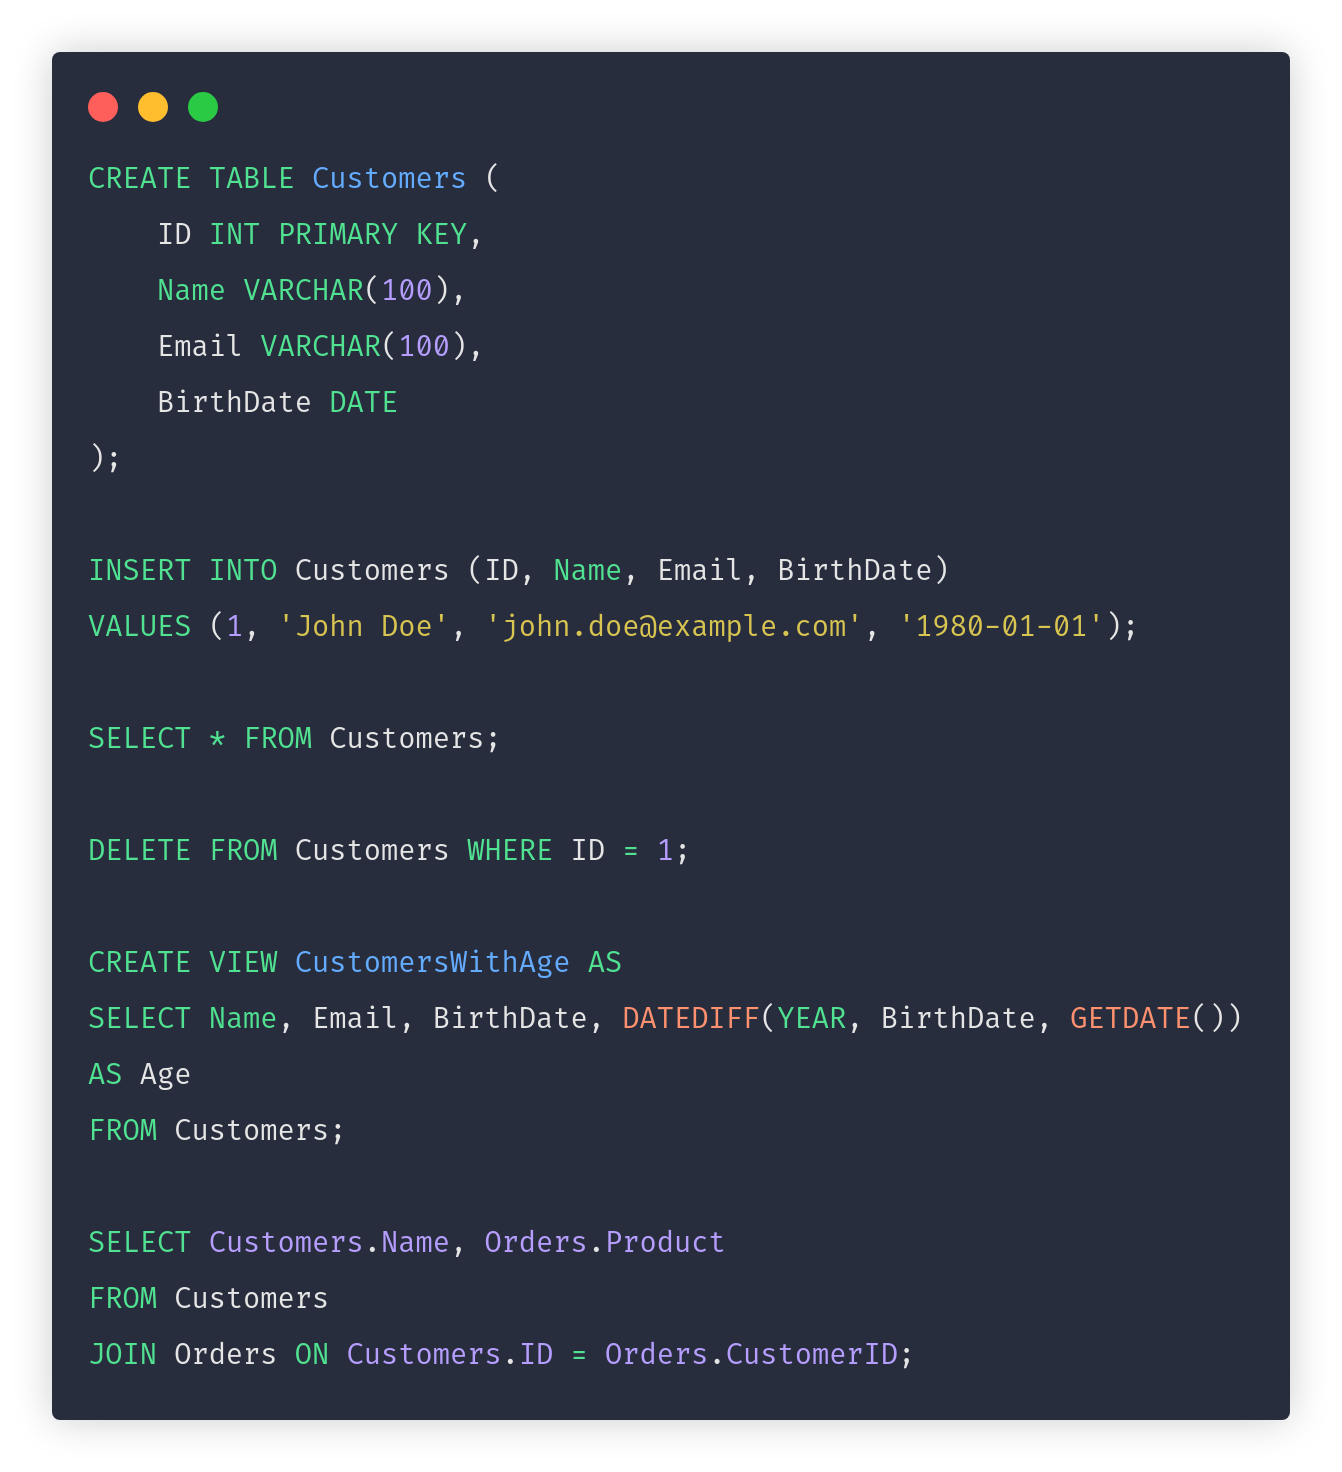 CREATE TABLE Customers (
    ID INT PRIMARY KEY,
    Name VARCHAR(100),
    Email VARCHAR(100),
    BirthDate DATE
);

INSERT INTO Customers (ID, Name, Email, BirthDate)
VALUES (1, 'John Doe', 'john.doe@example.com', '1980-01-01');

SELECT * FROM Customers;

DELETE FROM Customers WHERE ID = 1;

CREATE VIEW CustomersWithAge AS
SELECT Name, Email, BirthDate, DATEDIFF(YEAR, BirthDate, GETDATE())
AS Age
FROM Customers;

SELECT Customers.Name, Orders.Product
FROM Customers
JOIN Orders ON Customers.ID = Orders.CustomerID;